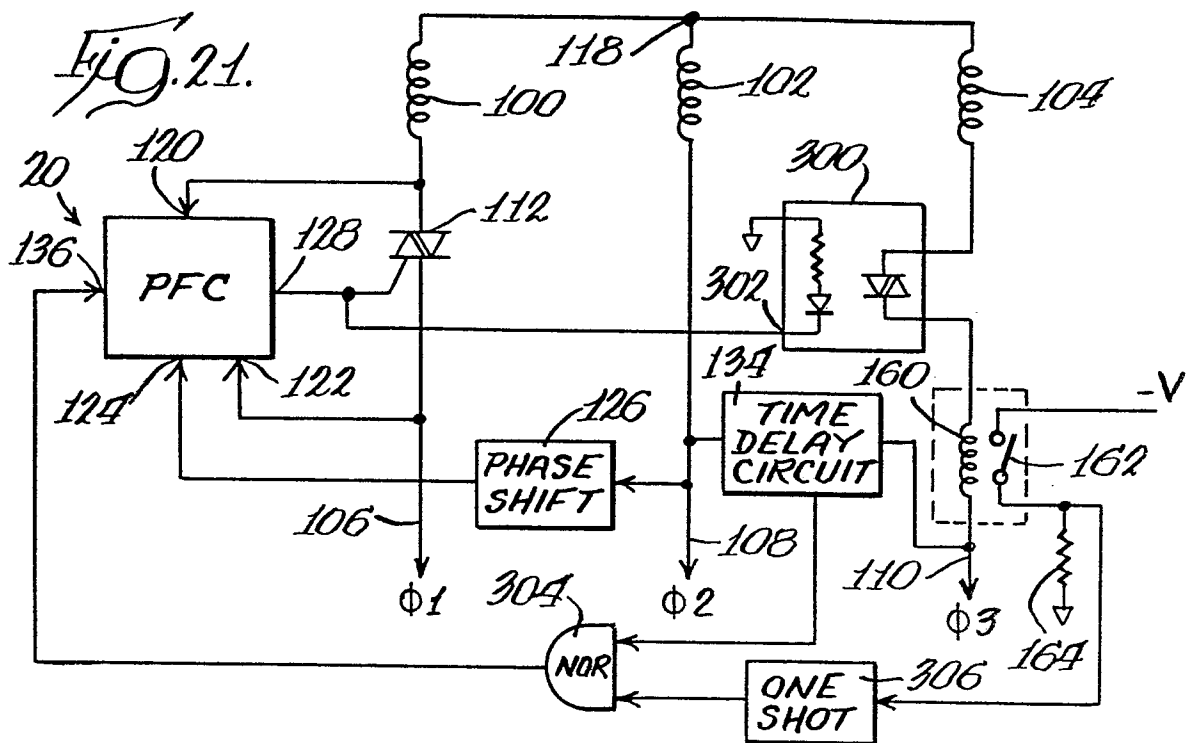 Fig. 21.
118
100
102
104
120
20
112
300
136
128
PFC
302
134
160
-V
124
122
126
TIME
DELAY
CIRCUIT
162
PHASE
SHIFT
106
108
110
304
Φ1
Φ2
Φ3
164
NOR
306
ONE
SHOT